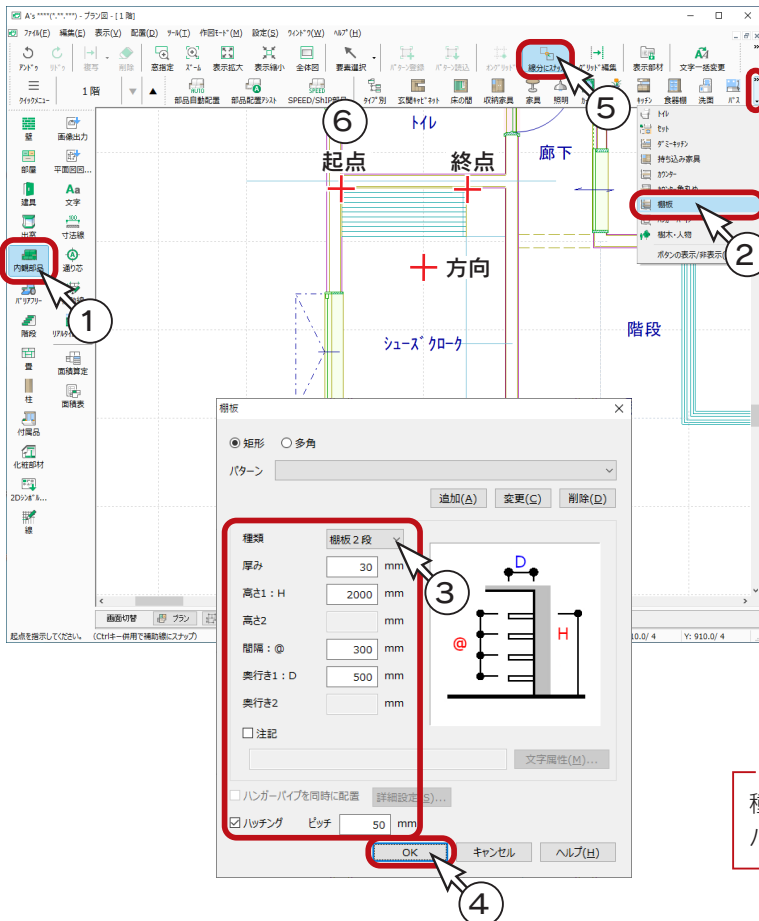 A's ****(*.**.***) - プラン図 - [1 階]
ﾌｧｲﾙ(F) 編集(E) 表示(V) 配置(D) ﾂｰﾙ(T) 作図ﾓｰﾄﾞ(M) 設定(S) ｳｨﾝﾄﾞｳ(W) ﾍﾙﾌﾟ(H)
ｱﾝﾄﾞｩ ﾘﾄﾞｩ 複写 削除 窓指定 ｽﾞｰﾑ 表示拡大 表示縮小 全体図 要素選択 ﾊﾟﾀｰﾝ登録 ﾊﾟﾀｰﾝ読込 ｵﾝｸﾞﾘｯﾄﾞ 線分にｽﾅｯﾌﾟ ｸﾞﾘｯﾄﾞ編集 表示部材 文字一括変更
ｸｲｯｸﾒﾆｭｰ 1 階 部品自動配置 部品配置ｱｼｽﾄ SPEED/ShIP部品 ﾀｲﾌﾟ別 玄関ｷｬﾋﾞﾈｯﾄ 床の間 収納家具 家具 照明 ｷｯﾁﾝ 食器棚 洗面 ﾊﾞｽ
壁 画像出力
部屋 平面図図...
建具 文字
出窓 寸法線
内観部品 通り芯
ﾊﾞﾘｱﾌﾘｰ
階段
畳 面積算定
柱 面積表
付属品
化粧部材
2Dｼﾝﾎﾞﾙ...
線
ﾄｲﾚ
ｾｯﾄ
ﾀﾞﾐｰｷｯﾁﾝ
持ち込み家具
ｶｳﾝﾀｰ
棚板
樹木・人物
ボタンの表示/非表示(
ﾄｲﾚ
廊下
起点
終点
方向
ｼｭｰｽﾞｸﾛｰｸ
階段
①
②
③
④
⑤
⑥
棚板
矩形 多角
パターン
追加(A) 変更(C) 削除(D)
種類 棚板２段
厚み 30 mm
高さ1：H 2000 mm
高さ2 mm
間隔：@ 300 mm
奥行き1：D 500 mm
奥行き2 mm
D
@
H
注記
文字属性(M)...
ハンガーパイプを同時に配置 詳細設定(S)...
ハッチング ピッチ 50 mm
OK キャンセル ヘルプ(H)
画面切替 プラン
起点を指示してください。 (Ctrlキー併用で補助線にスナップ)
10.0/ 4 Y: 910.0/ 4